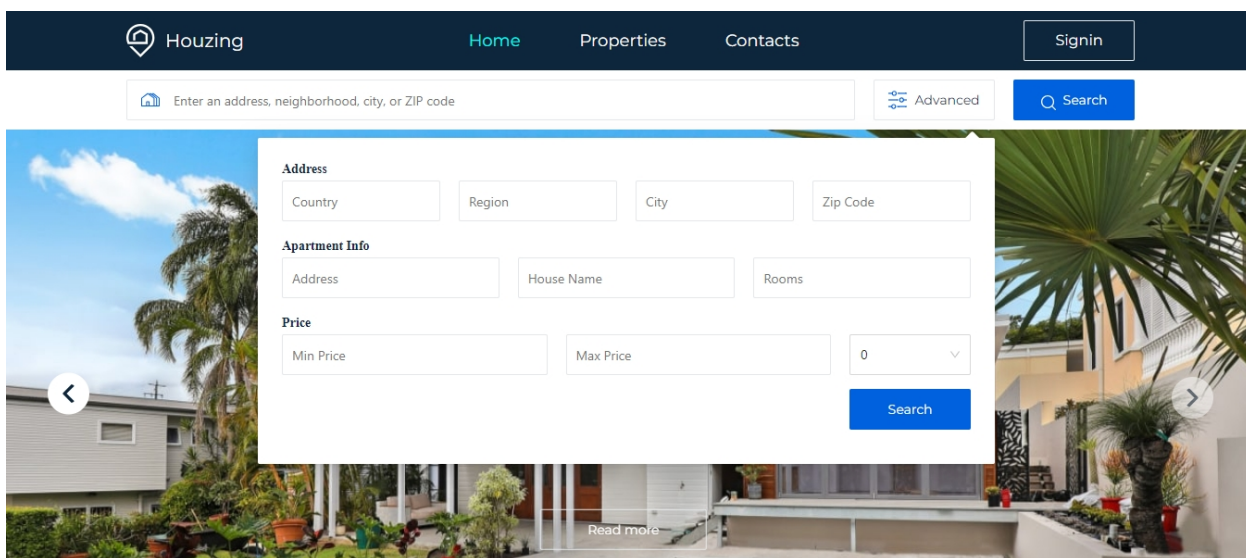 Houzing Home Properties Contacts Signin
Enter an address, neighborhood, city, or ZIP code Advanced Search
Address
Country Region City Zip Code
Apartment Info
Address House Name Rooms
Price
Min Price Max Price 0
Search
Read more